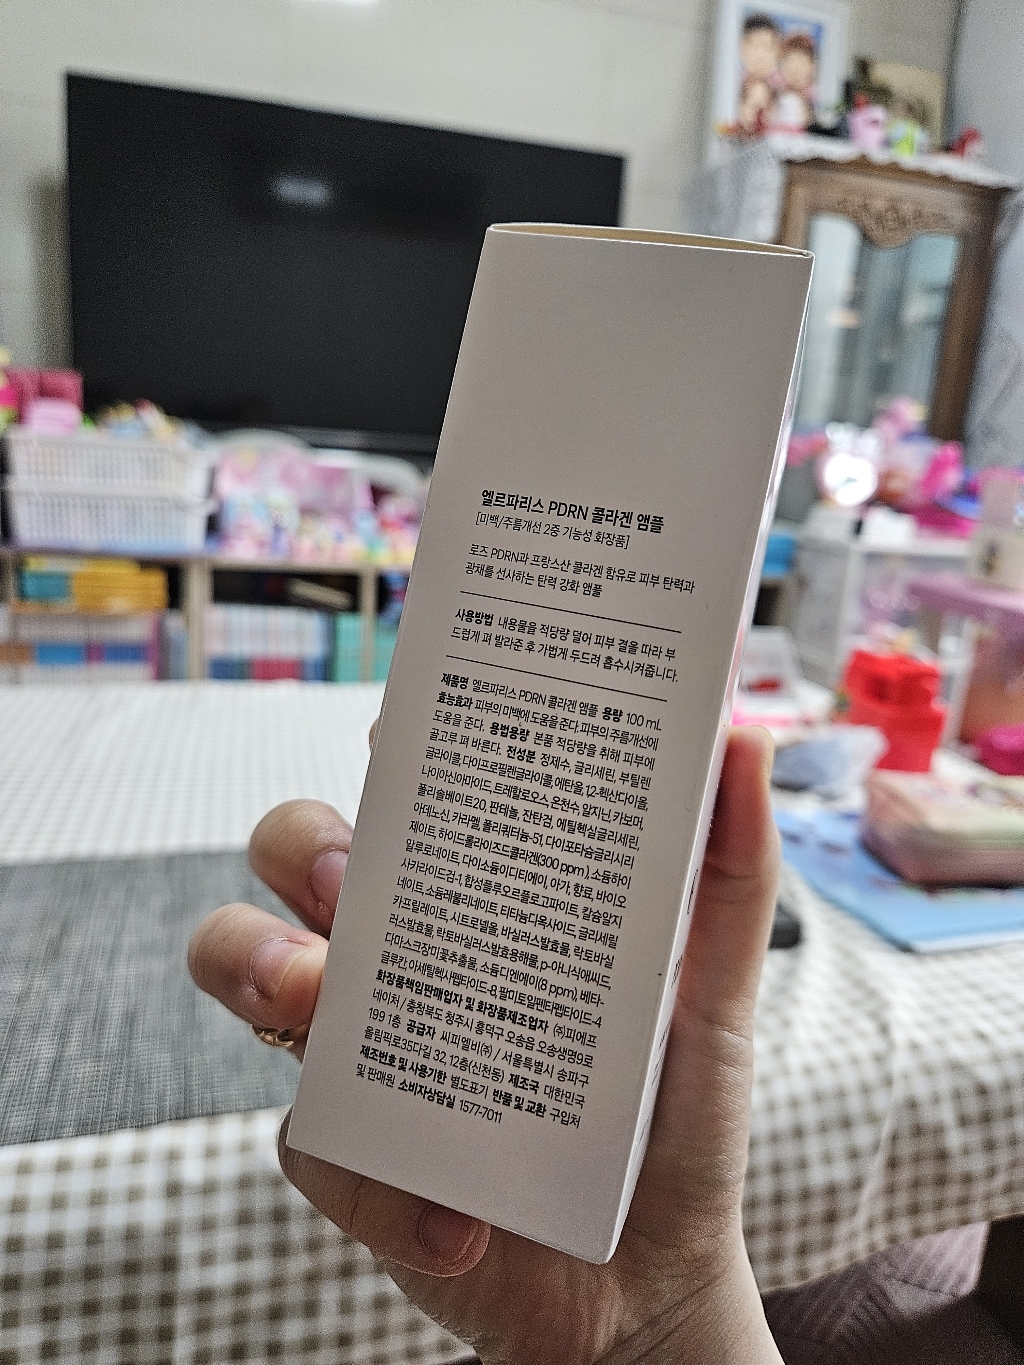 엘르파리스 PDRN 콜라겐 앰플
[미백/주름개선 2중 기능성 화장품]
로즈 PDRN과 프랑스산 콜라겐 함유로 피부 탄력과
광채를 선사하는 탄력 강화 앰플
사용방법 내용물을 적당량 덜어 피부 결을 따라 부
드럽게 펴 발라준 후 가볍게 두드려 흡수시켜줍니다.
제품명 엘르파리스 PDRN 콜라겐 앰플 용량 100 mL
효능효과 피부의 미백에 도움을 준다. 피부의 주름개선에
도움을 준다. 용법용량 본품 적당량을 취해 피부에
골고루 펴 바른다. 전성분 정제수, 글리세린, 부틸렌
글라이콜, 다이프로필렌글라이콜, 에탄올, 1,2-헥산다이올,
나이아신아마이드, 트레할로오스, 온천수, 알지닌, 카보머,
폴리솔베이트20, 판테놀, 잔탄검, 에틸헥실글리세린,
아데노신, 카라멜, 폴리쿼터늄-51, 다이포타슘글리시리
제이트, 하이드롤라이즈드콜라겐(300 ppm), 소듐하이
알루로네이트, 다이소듐이디티에이, 아가, 향료, 바이오
사카라이드검-1, 합성플루오르플로고파이트, 칼슘알지
네이트, 소듐레불리네이트, 티타늄디옥사이드, 글리세릴
카프릴레이트, 시트로넬올, 바실러스발효물, 락토바실
러스발효물, 락토바실러스발효용해물, p-아니식애씨드,
다마스크장미꽃추출물, 소듐디엔에이(8 ppm), 베타-
글루칸, 아세틸헥사펩타이드-8, 팔미토일펜타펩타이드-4
화장품책임판매업자 및 화장품제조업자 ㈜피에프
네이처 / 충청북도 청주시 흥덕구 오송읍 오송생명9로
199 1층 공급자 씨피엘비㈜ / 서울특별시 송파구
올림픽로35다길 32, 12층(신천동) 제조국 대한민국
제조번호 및 사용기한 별도표기 반품 및 교환 구입처
및 판매원 소비자상담실 1577-7011